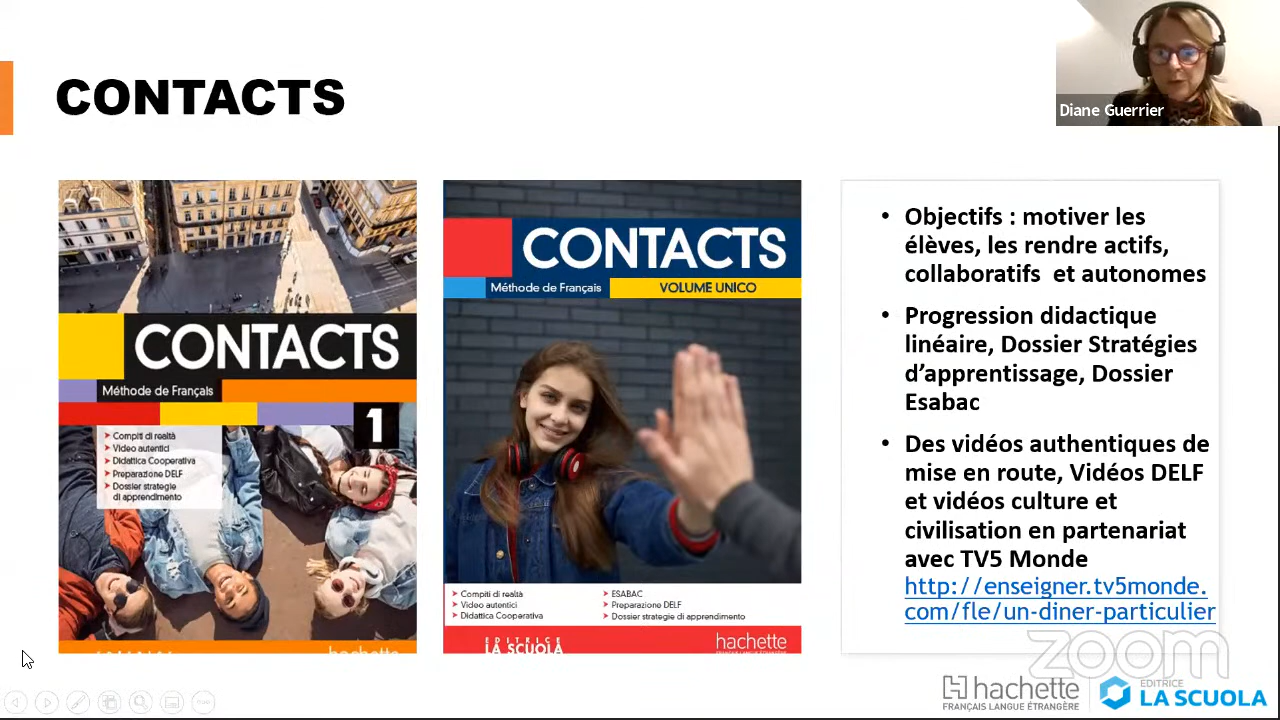 CONTACTS
Diane Guerrier
CONTACTS
Méthode de Français
1
Compiti di realtà
Video autentici
Didattica Cooperativa
Preparazione DELF
Dossier strategie
di apprendimento
hachette
CONTACTS
Méthode de Français
VOLUME UNICO
Compiti di realtà
Video autentici
Didattica Cooperativa
ESABAC
Preparazione DELF
Dossier strategie di apprendimento
EDITRICE
LA SCUOLA
hachette
• Objectifs : motiver les
élèves, les rendre actifs,
collaboratifs et autonomes
• Progression didactique
linéaire, Dossier Stratégies
d’apprentissage, Dossier
Esabac
• Des vidéos authentiques de
mise en route, Vidéos DELF
et vidéos culture et
civilisation en partenariat
avec TV5 Monde
http://enseigner.tv5monde.
com/fle/un-diner-particulier
zoom
hachette
FRANÇAIS LANGUE ÉTRANGÈRE
EDITRICE
LA SCUOLA